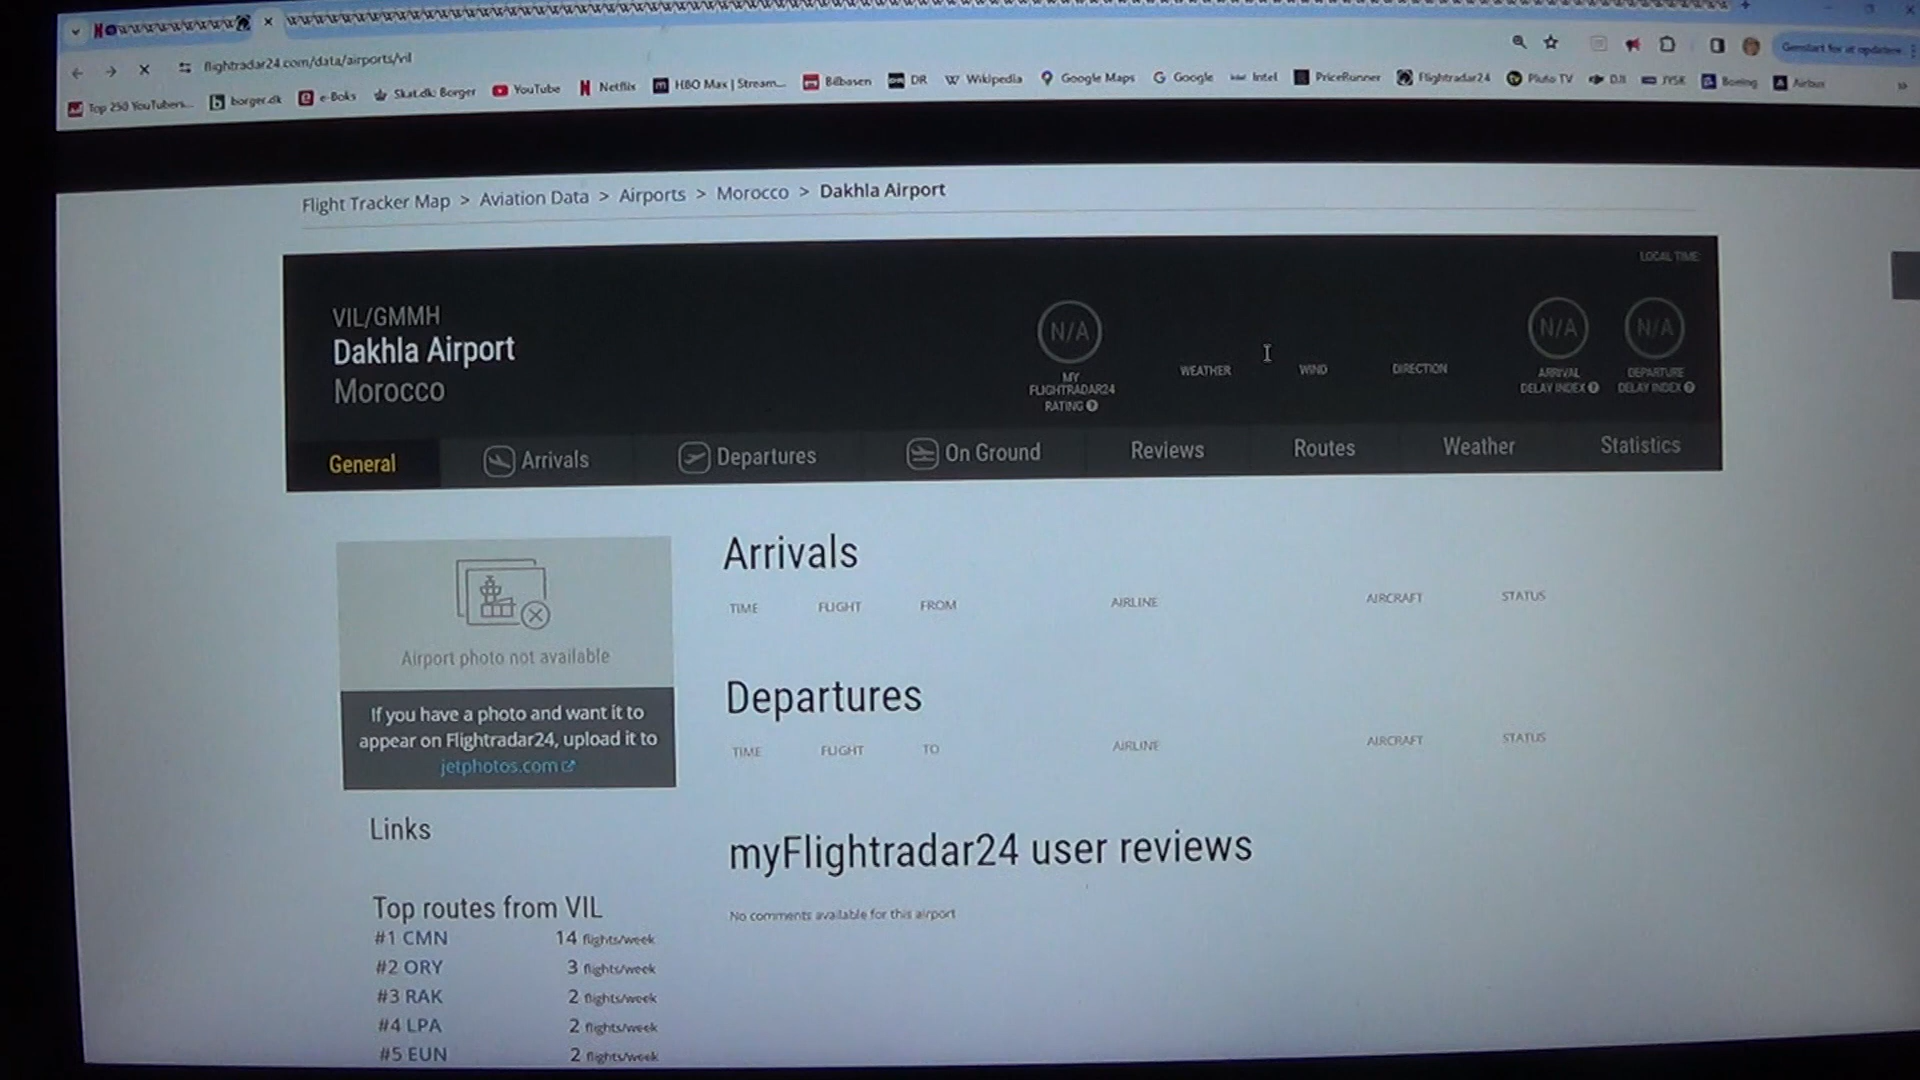 flightradar24.com/data/airports/vil
Genstart for at opdatere
Top 250 YouTubers... borger.dk e-Boks Skat.dk: Borger YouTube Netflix HBO Max | Stream... Bilbasen DR Wikipedia Google Maps Google Intel PriceRunner Flightradar24 Pluto TV DJI JYSK Boeing Airbus
Flight Tracker Map > Aviation Data > Airports > Morocco > Dakhla Airport
LOCAL TIME
VIL/GMMH
Dakhla Airport
Morocco
N/A
MY
FLIGHTRADAR24
RATING
WEATHER
WIND
DIRECTION
N/A
ARRIVAL
DELAY INDEX
N/A
DEPARTURE
DELAY INDEX
General Arrivals Departures On Ground Reviews Routes Weather Statistics
Airport photo not available
If you have a photo and want it to
appear on Flightradar24, upload it to
jetphotos.com
Links
Top routes from VIL
#1 CMN 14 flights/week
#2 ORY 3 flights/week
#3 RAK 2 flights/week
#4 LPA 2 flights/week
#5 EUN 2 flights/week
Arrivals
TIME FLIGHT FROM AIRLINE AIRCRAFT STATUS
Departures
TIME FLIGHT TO AIRLINE AIRCRAFT STATUS
myFlightradar24 user reviews
No comments available for this airport